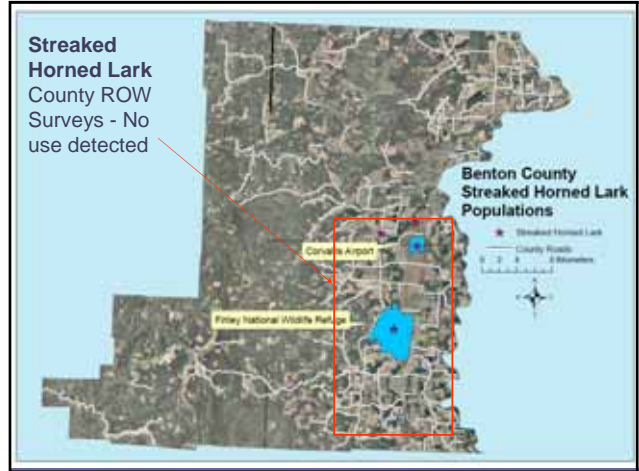 Streaked
Horned Lark
County ROW
Surveys - No
use detected
Benton County
Streaked Horned Lark
Populations
Streaked Horned Lark
County Roads
Corvallis Airport
Finley National Wildlife Refuge